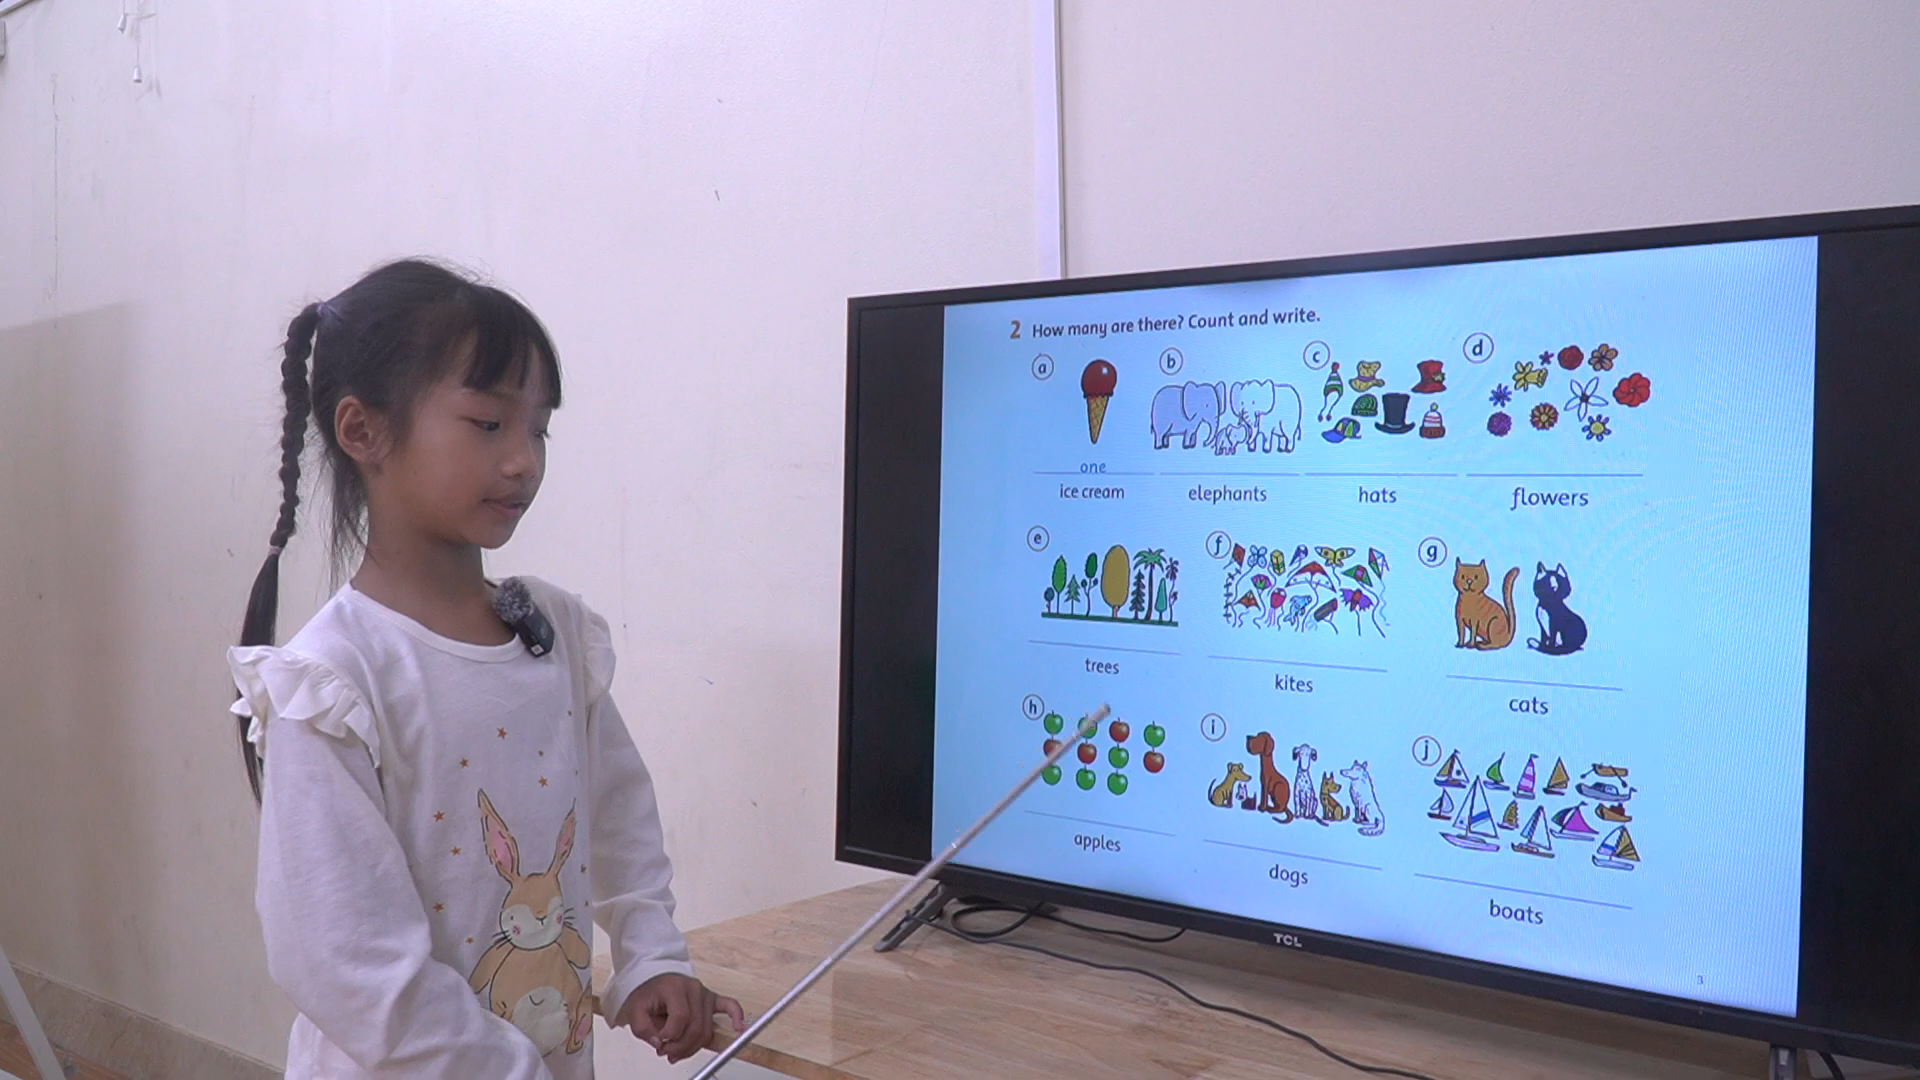 2 How many are there? Count and write.
a b c d
one
ice cream elephants hats flowers
e f g
trees kites cats
h i j
apples dogs boats
3
TCL